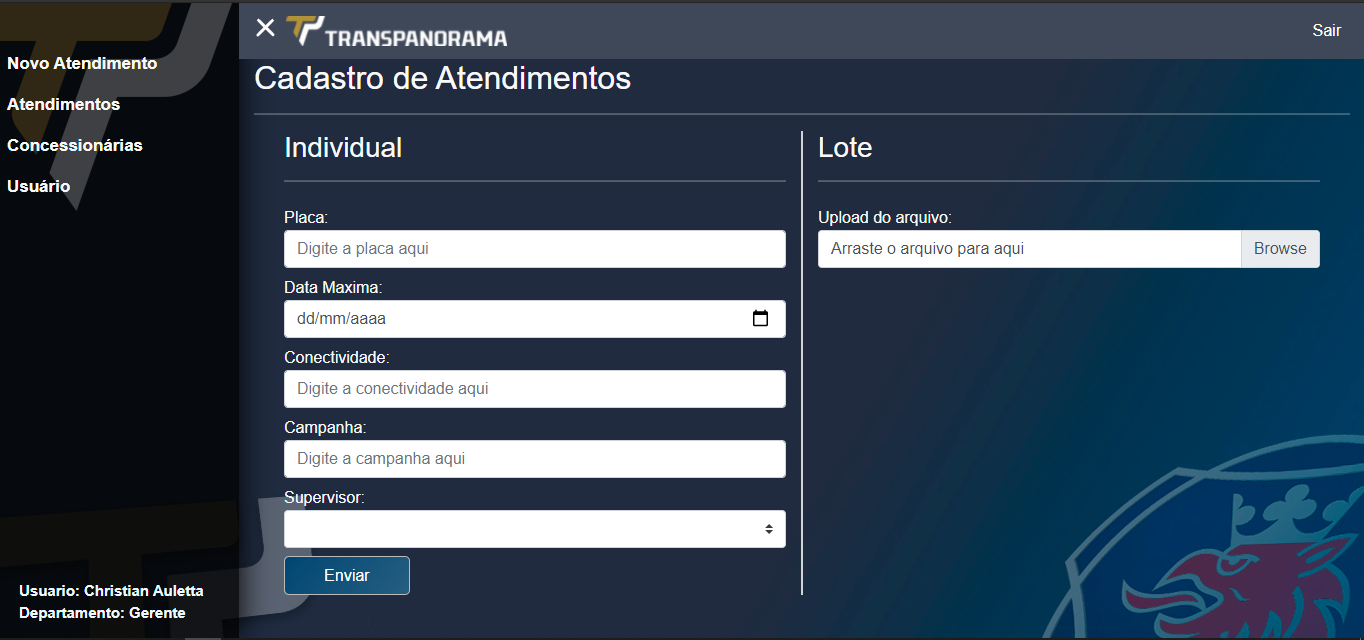 Novo Atendimento
Atendimentos
Concessionárias
Usuário
Usuario: Christian Auletta
Departamento: Gerente
TRANSPANORAMA
Sair
Cadastro de Atendimentos
Individual
Placa:
Digite a placa aqui
Data Maxima:
dd/mm/aaaa
Conectividade:
Digite a conectividade aqui
Campanha:
Digite a campanha aqui
Supervisor:
Enviar
Lote
Upload do arquivo:
Arraste o arquivo para aqui
Browse